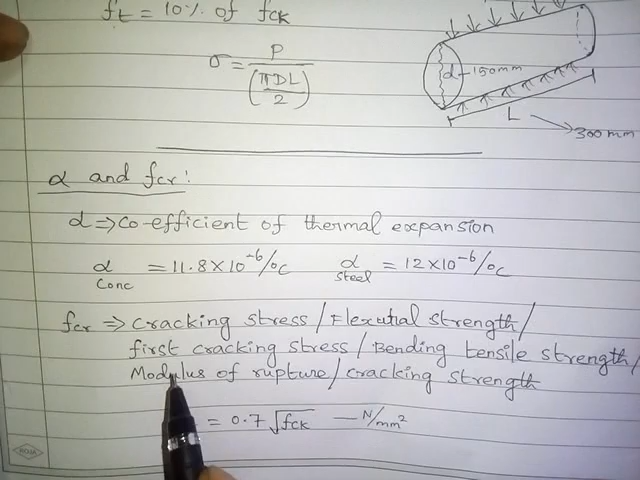 ft = 10% of fck
σ = P / (πDL / 2)
d-150mm
L
300 mm
α and fcr:
α ⇒ Co-efficient of thermal expansion
α conc = 11.8 × 10⁻⁶/°C α steel = 12 × 10⁻⁶/°C
fcr ⇒ Cracking stress / Flexutial strength /
first cracking stress / Bending tensile strength /
Modulus of rupture / cracking strength
= 0.7 √fck — N/mm²